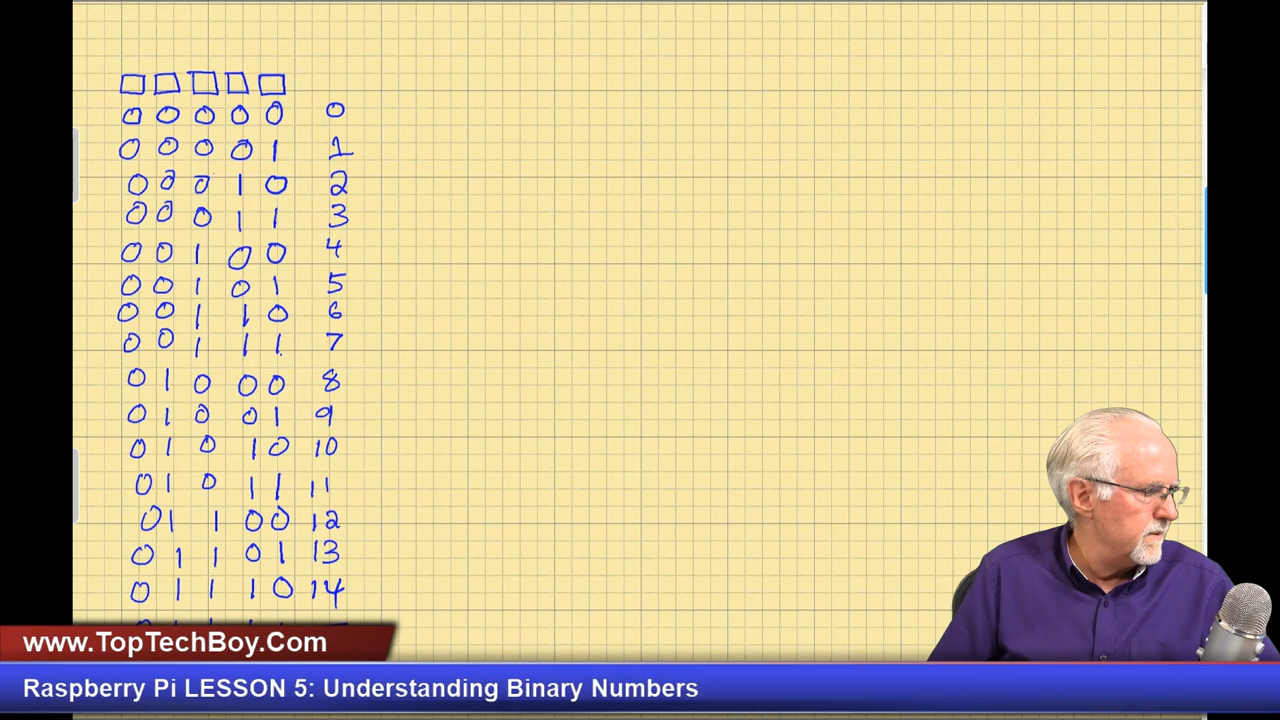 0 0 0 0 0 0
0 0 0 0 1 1
0 0 0 1 0 2
0 0 0 1 1 3
0 0 1 0 0 4
0 0 1 0 1 5
0 0 1 1 0 6
0 0 1 1 1 7
0 1 0 0 0 8
0 1 0 0 1 9
0 1 0 1 0 10
0 1 0 1 1 11
0 1 1 0 0 12
0 1 1 0 1 13
0 1 1 1 0 14
www.TopTechBoy.Com
Raspberry Pi LESSON 5: Understanding Binary Numbers